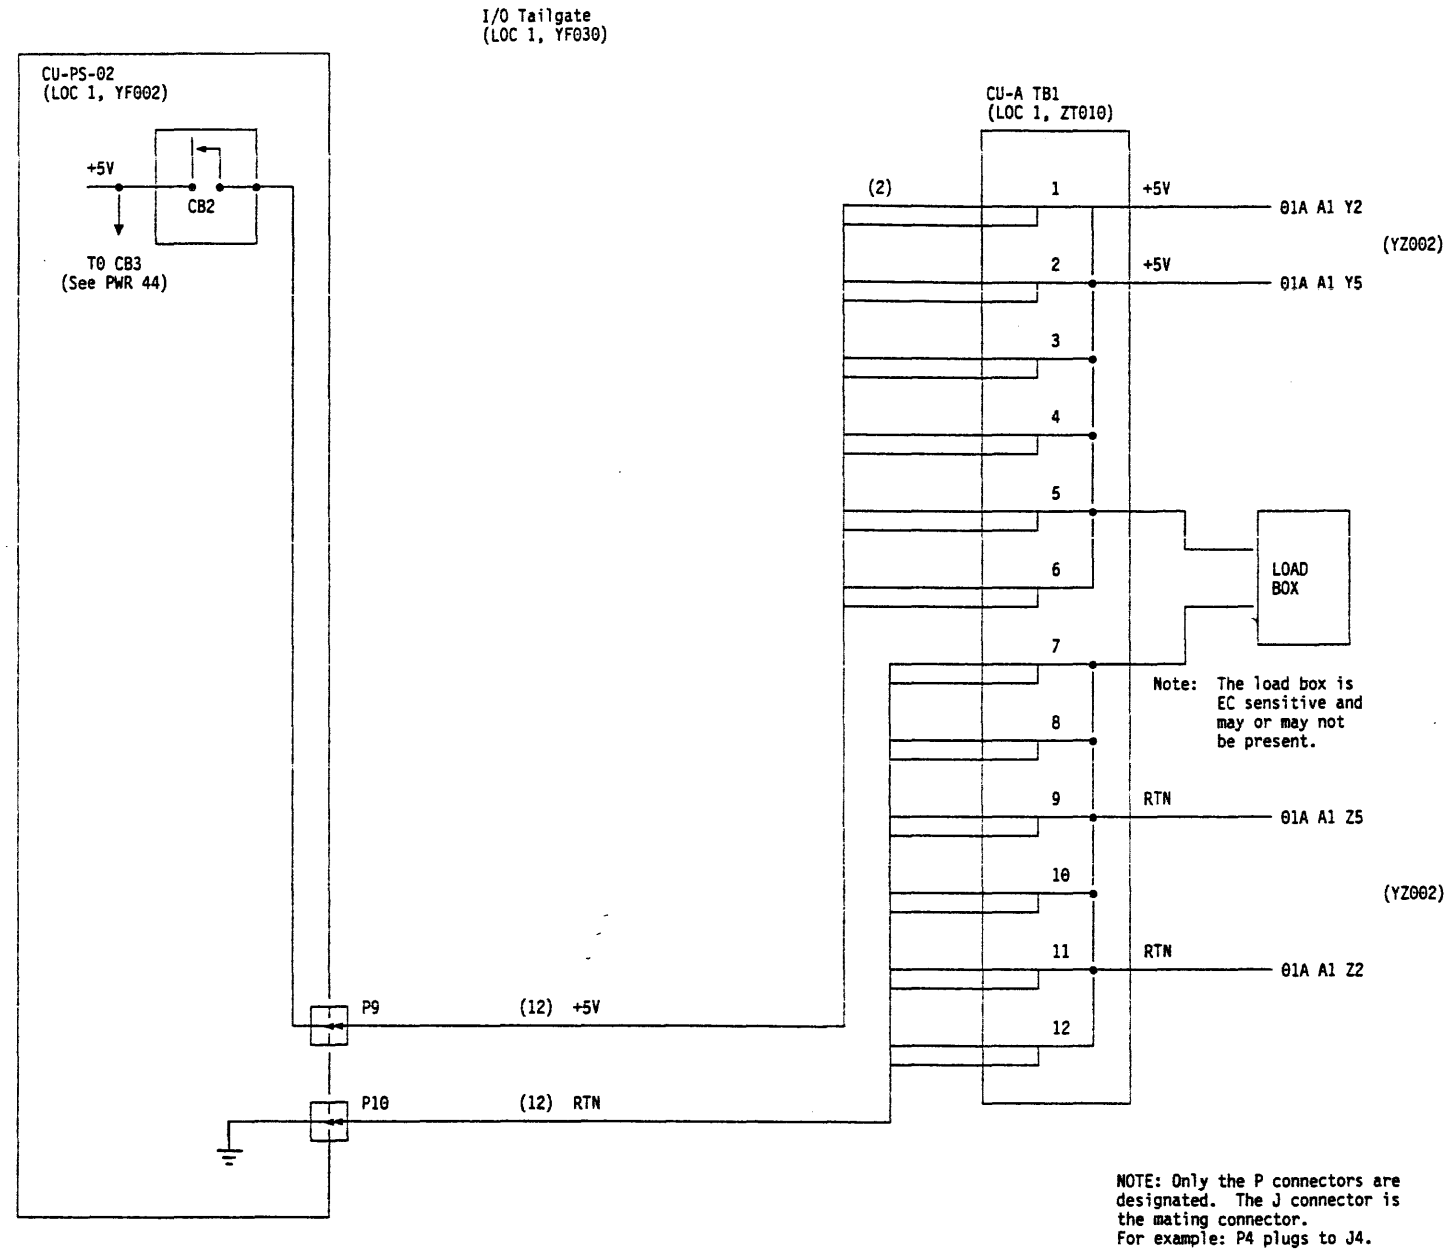 I/O Tailgate
(LOC 1, YF030)
CU-PS-02
(LOC 1, YF002)
+5V
CB2
TO CB3
(See PWR 44)
CU-A TB1
(LOC 1, ZT010)
(2)
1
+5V
01A A1 Y2
(YZ002)
2
+5V
01A A1 Y5
3
4
5
6
LOAD
BOX
7
Note: The load box is
EC sensitive and
may or may not
be present.
8
9
RTN
01A A1 Z5
10
(YZ002)
11
RTN
01A A1 Z2
12
P9
(12) +5V
P10
(12) RTN
NOTE: Only the P connectors are
designated. The J connector is
the mating connector.
For example: P4 plugs to J4.